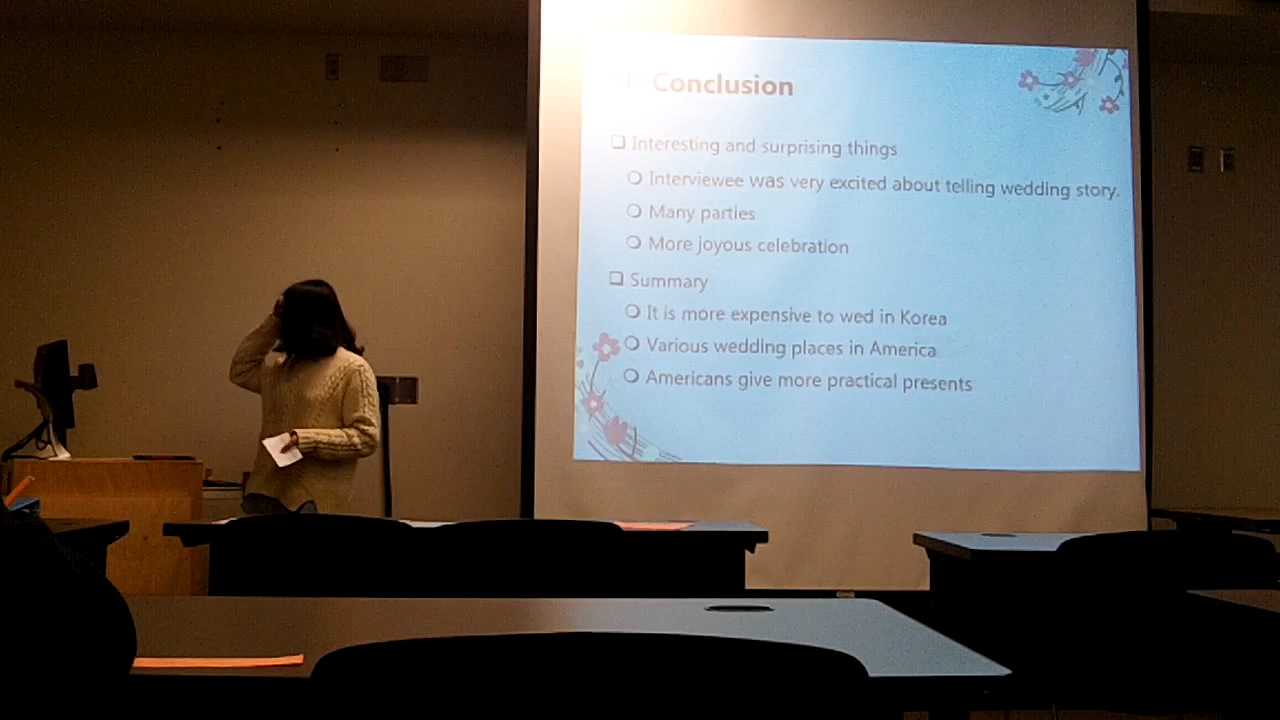 Conclusion
Interesting and surprising things
Interviewee was very excited about telling wedding story.
Many parties
More joyous celebration
Summary
It is more expensive to wed in Korea
Various wedding places in America
Americans give more practical presents